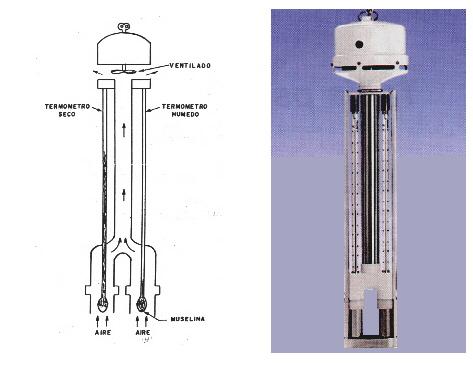 VENTILADO
TERMOMETRO
SECO
TERMOMETRO
HUMEDO
MUSELINA
AIRE
AIRE